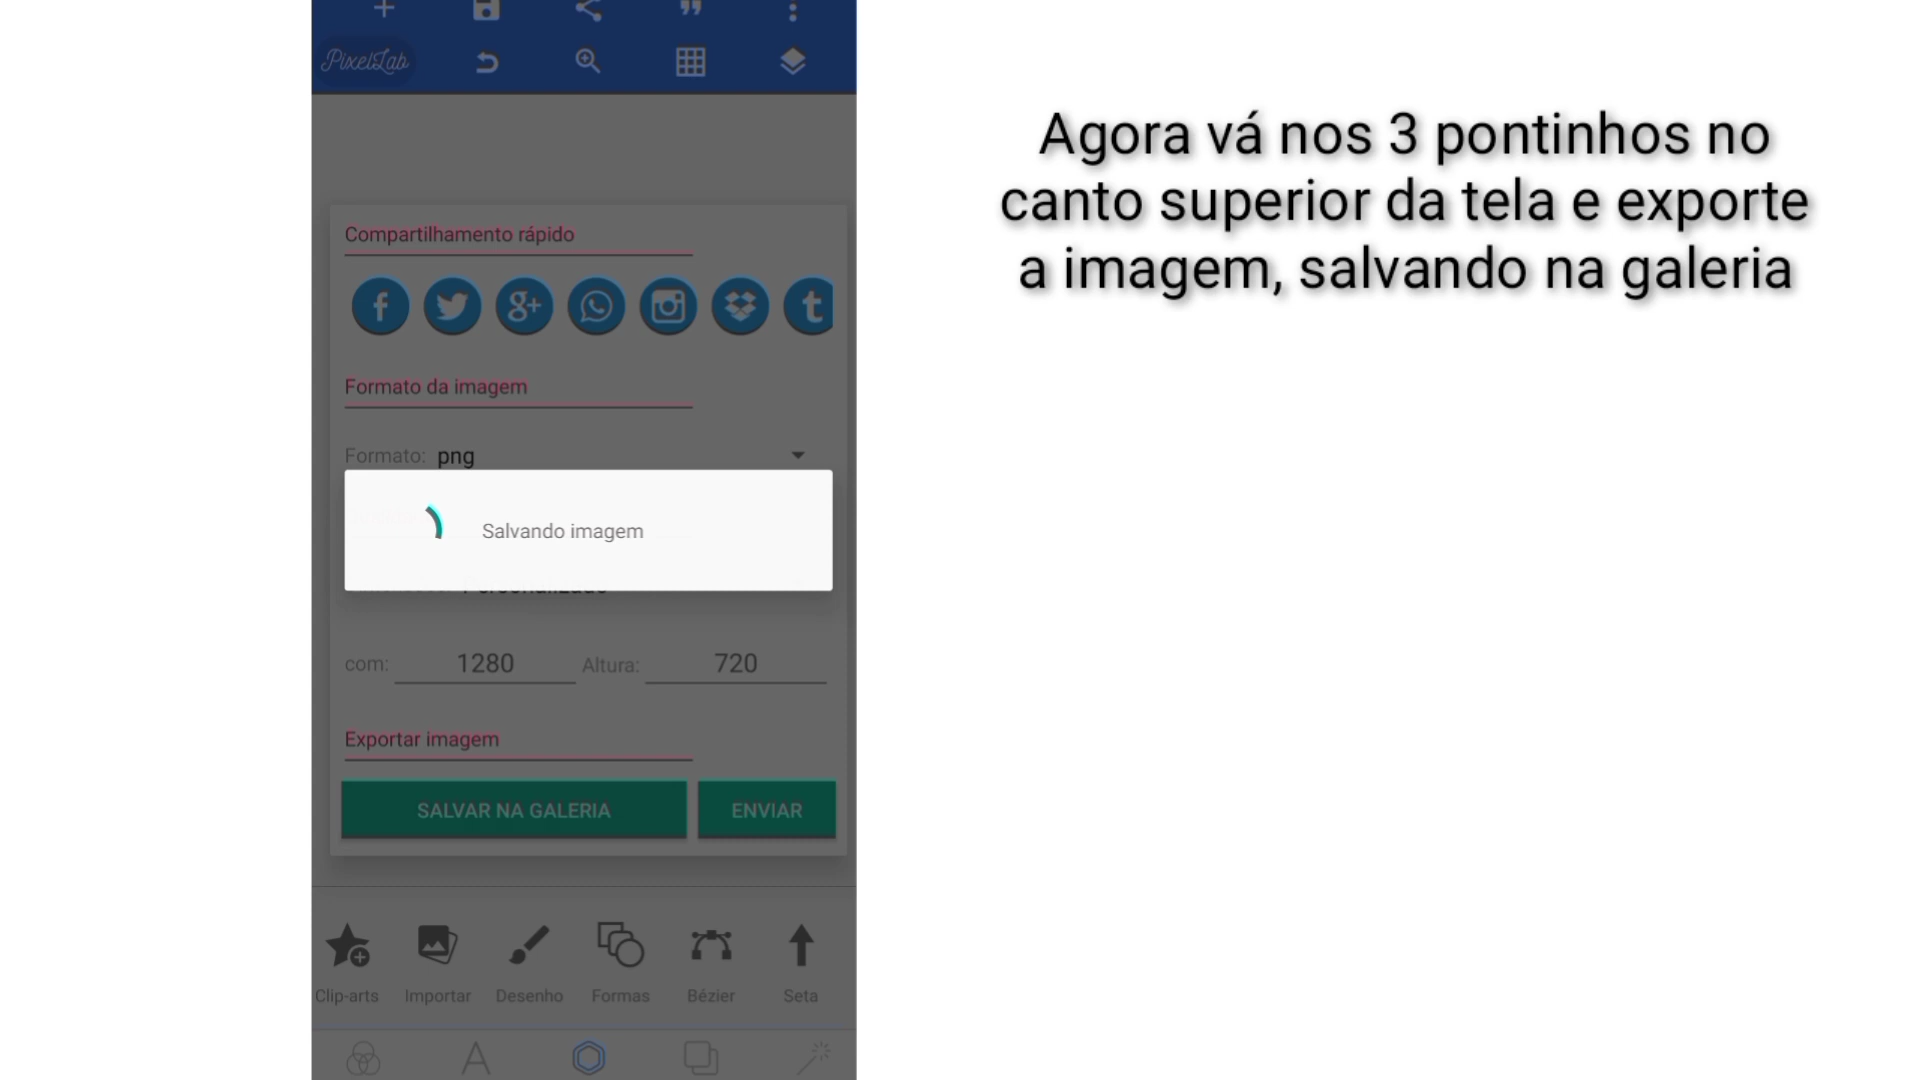 PixelLab
Agora vá nos 3 pontinhos no
canto superior da tela e exporte
a imagem, salvando na galeria
Compartilhamento rápido
Formato da imagem
Formato: png
Salvando imagem
com: 1280 Altura: 720
Exportar imagem
SALVAR NA GALERIA ENVIAR
Clip-arts Importar Desenho Formas Bézier Seta